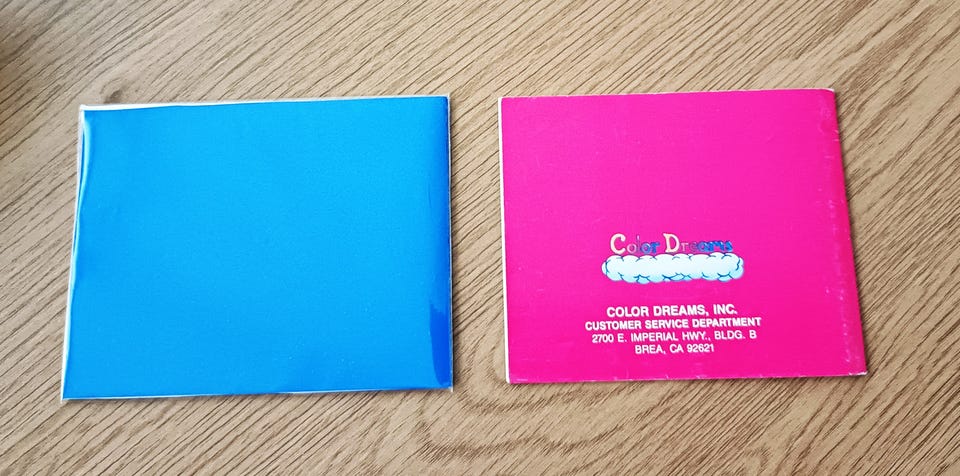 Color Dreams
COLOR DREAMS, INC.
CUSTOMER SERVICE DEPARTMENT
2700 E. IMPERIAL HWY., BLDG. B
BREA, CA 92621